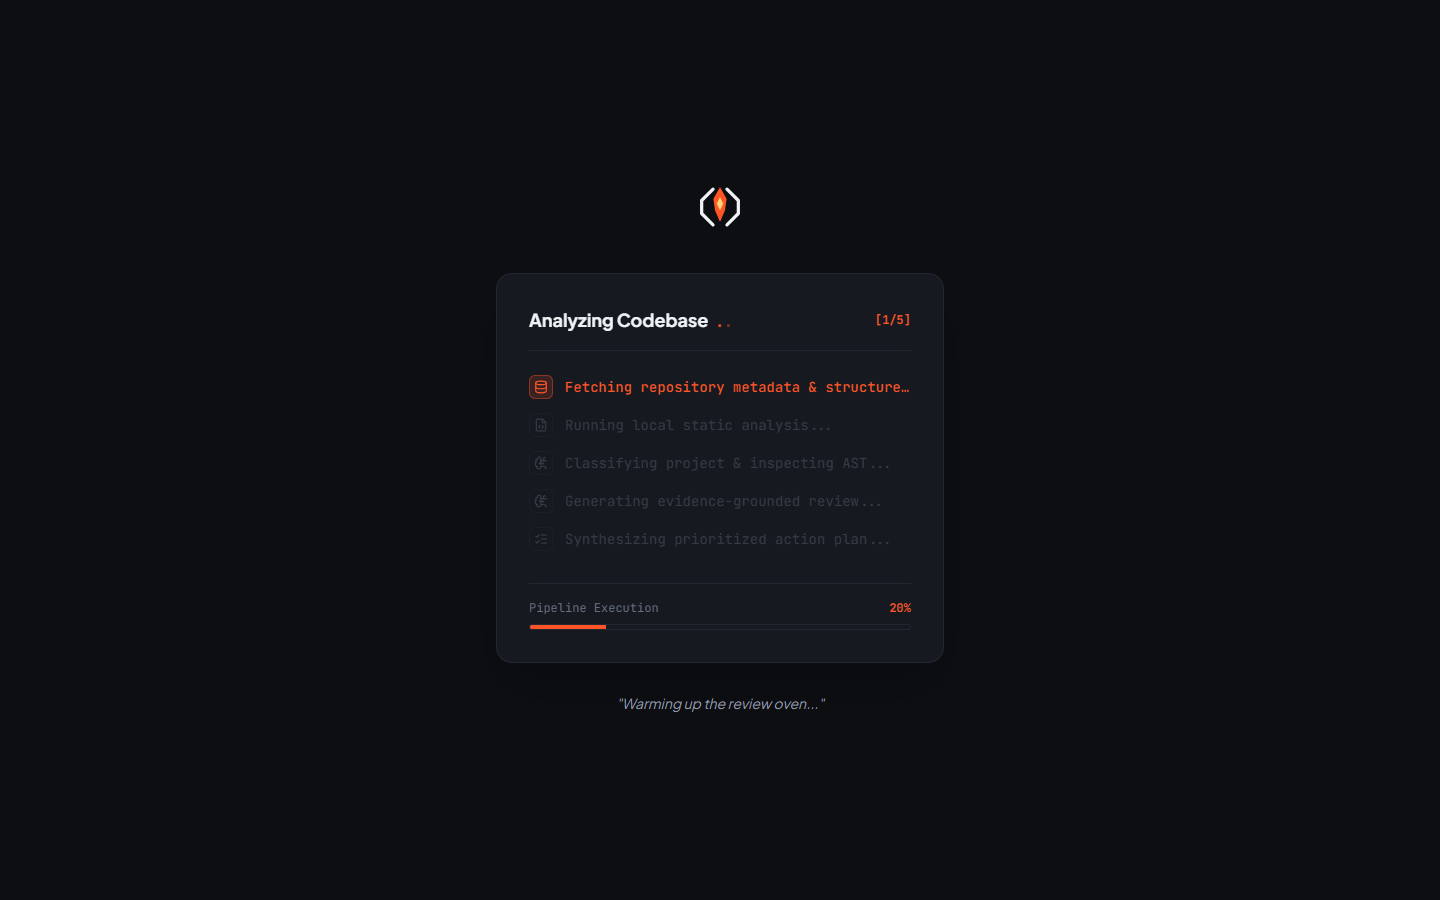 Analyzing Codebase ..
[1/5]
Fetching repository metadata & structure…
Running local static analysis...
Classifying project & inspecting AST...
Generating evidence-grounded review...
Synthesizing prioritized action plan...
Pipeline Execution
20%
"Warming up the review oven..."